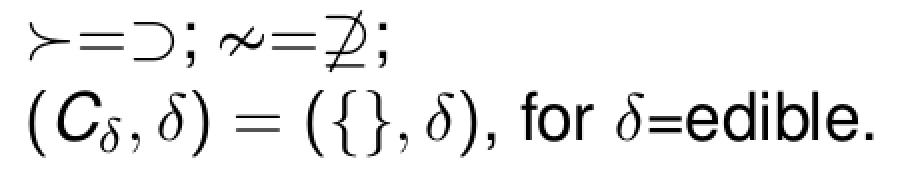 ≻=⊃; ≁=⊉;
(C_δ, δ) = ({}, δ), for δ=edible.